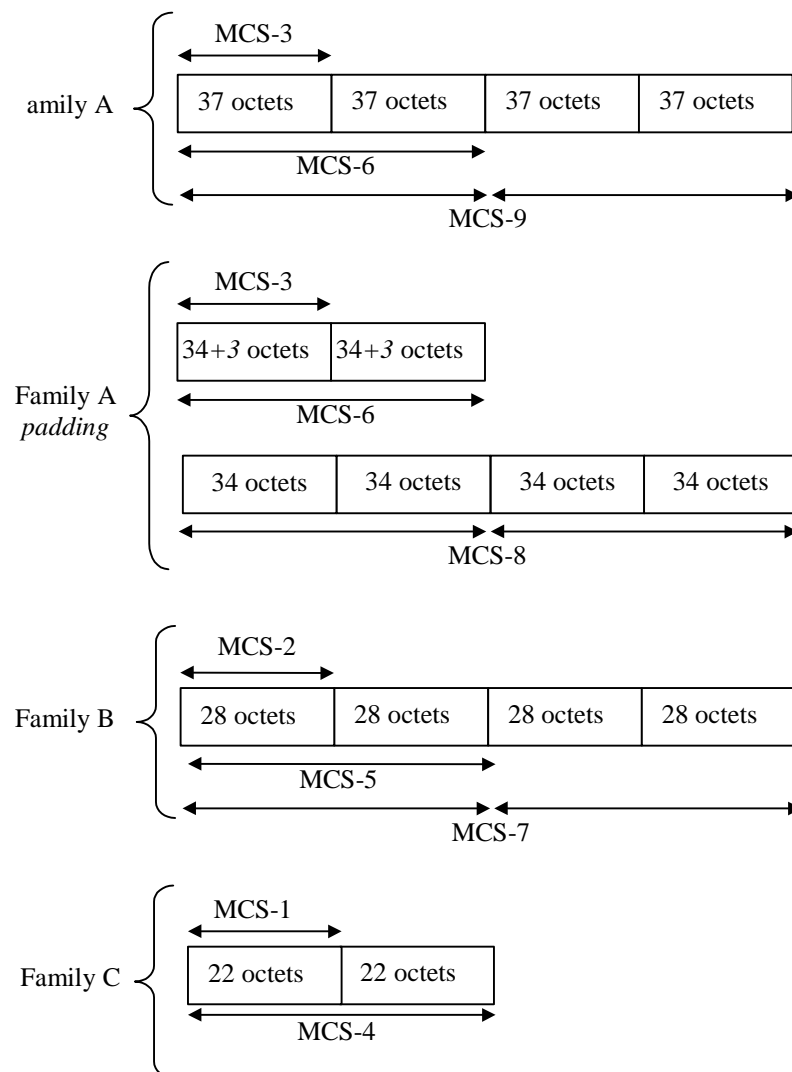 MCS-3
amily A
37 octets 37 octets 37 octets 37 octets
MCS-6
MCS-9
MCS-3
34+3 octets 34+3 octets
Family A
padding
MCS-6
34 octets 34 octets 34 octets 34 octets
MCS-8
MCS-2
Family B
28 octets 28 octets 28 octets 28 octets
MCS-5
MCS-7
MCS-1
Family C
22 octets 22 octets
MCS-4